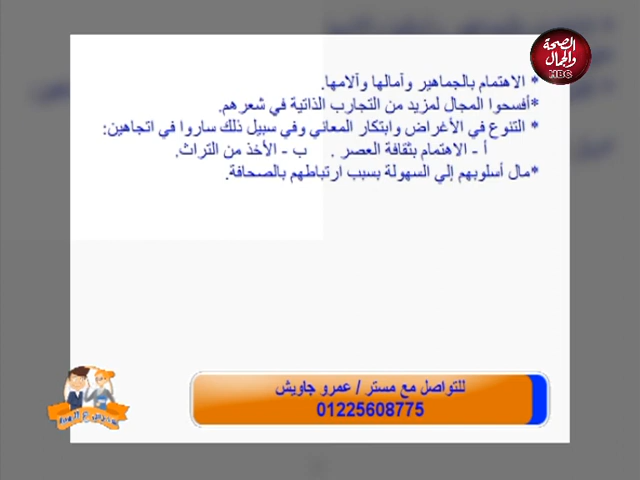 الصحة
والجمال
HBC
* الاهتمام بالجماهير وآمالها وآلامها.
*أفسحوا المجال لمزيد من التجارب الذاتية في شعرهم.
* التنوع في الأغراض وابتكار المعاني وفي سبيل ذلك ساروا في اتجاهين:
أ - الاهتمام بثقافة العصر . ب - الأخذ من التراث.
*مال أسلوبهم إلي السهولة بسبب ارتباطهم بالصحافة.
للتواصل مع مستر / عمرو جاويش
01225608775